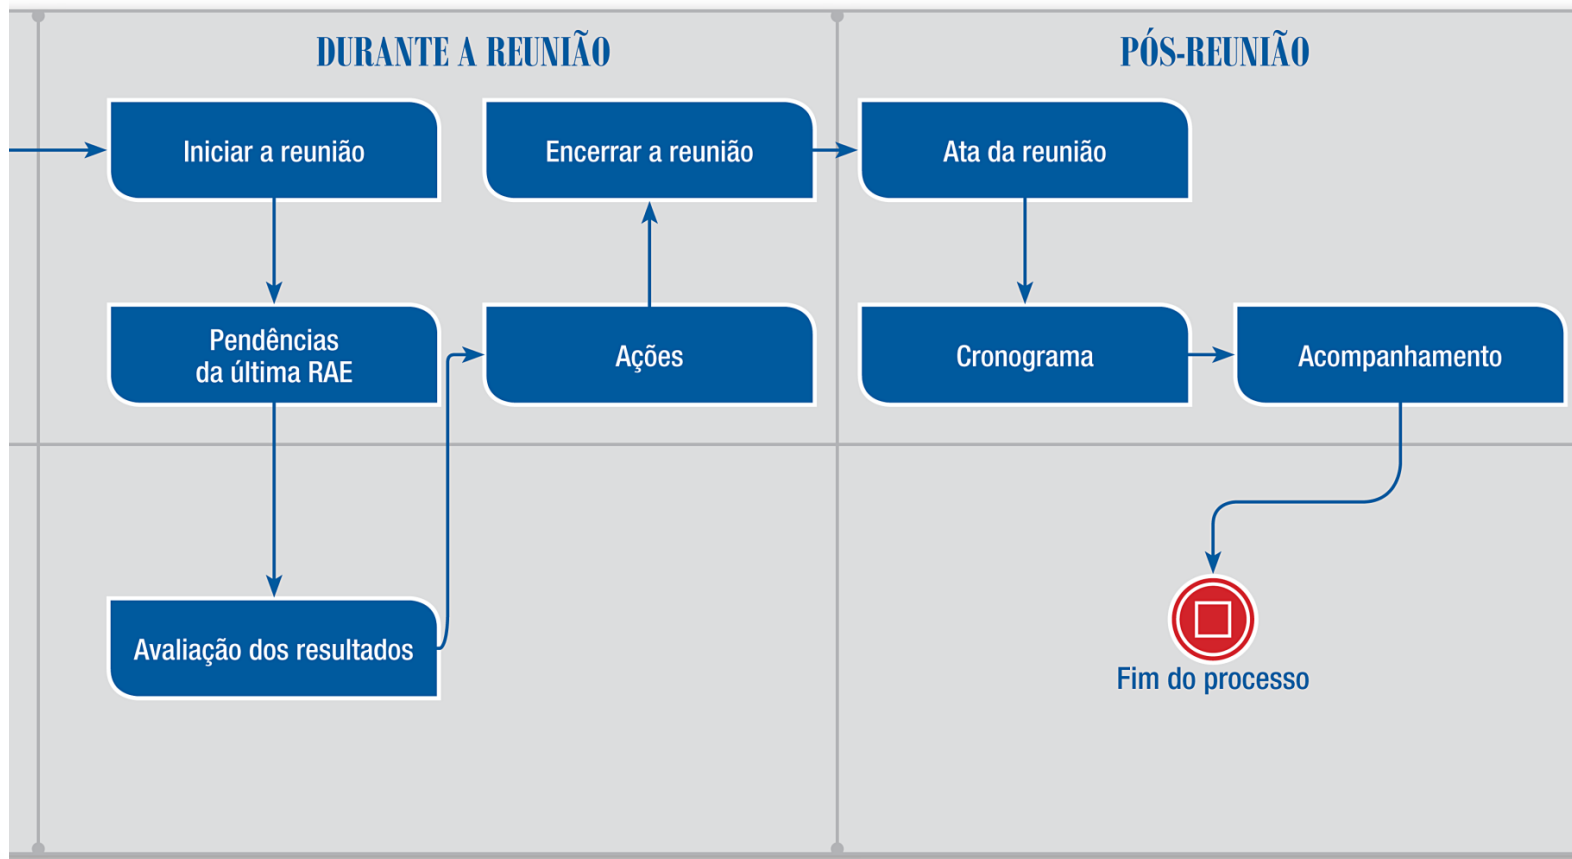 DURANTE A REUNIÃO
Iniciar a reunião
Pendências
da última RAE
Avaliação dos resultados
Ações
Encerrar a reunião
PÓS-REUNIÃO
Ata da reunião
Cronograma
Acompanhamento
Fim do processo